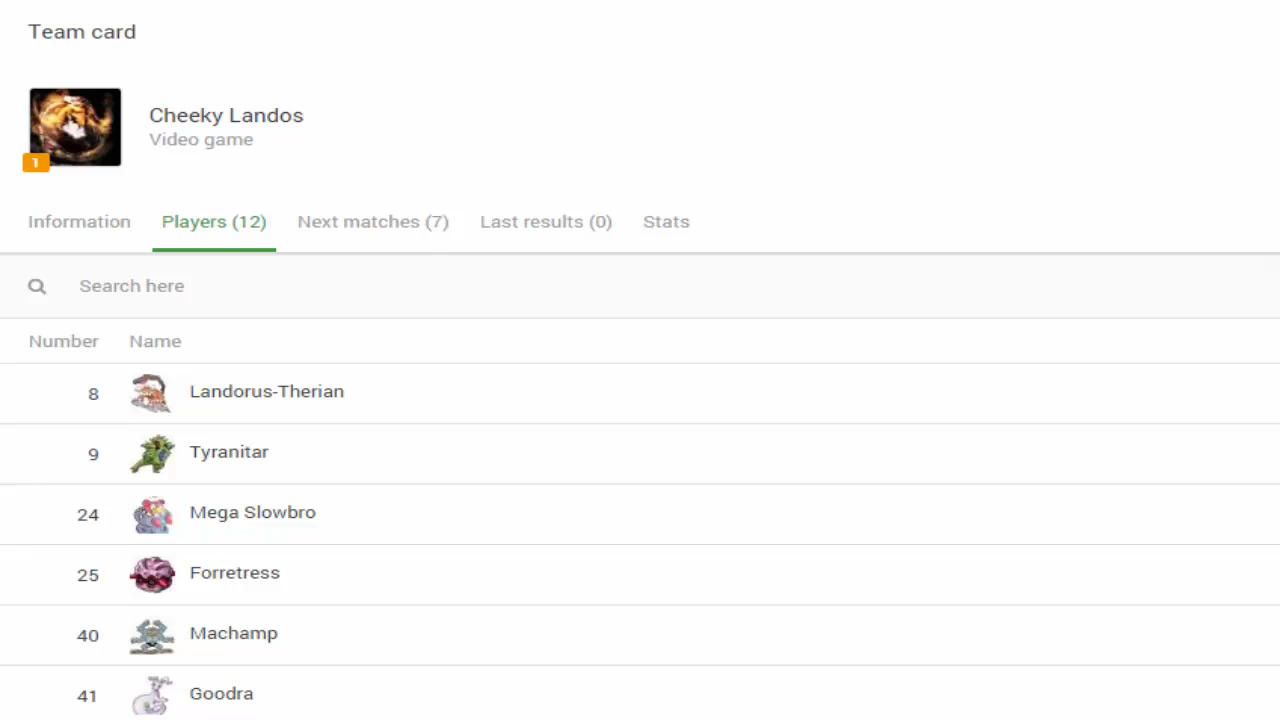 Team card
Cheeky Landos
Video game
1
Information Players (12) Next matches (7) Last results (0) Stats
Search here
Number Name
8 Landorus-Therian
9 Tyranitar
24 Mega Slowbro
25 Forretress
40 Machamp
41 Goodra